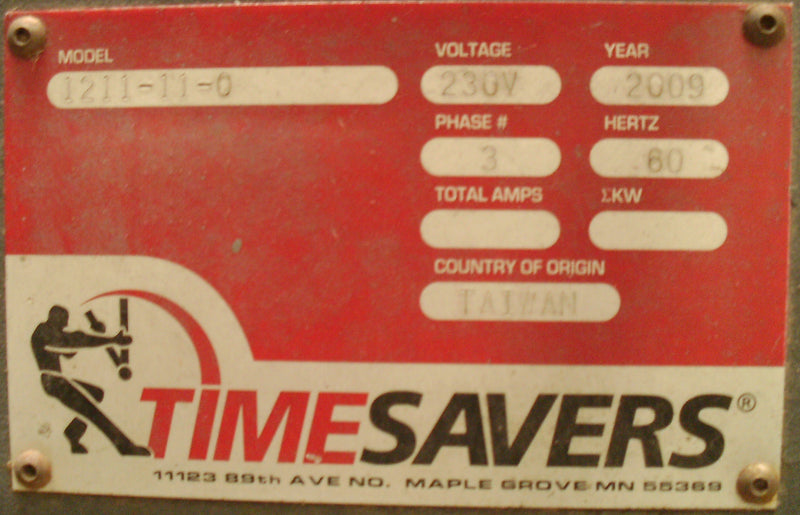 MODEL
1211-11-0
VOLTAGE YEAR
230V 2009
PHASE # HERTZ
3 60
TOTAL AMPS ΣKW
COUNTRY OF ORIGIN
TAIWAN
TIMESAVERS®
11123 89th AVE NO. MAPLE GROVE MN 55369